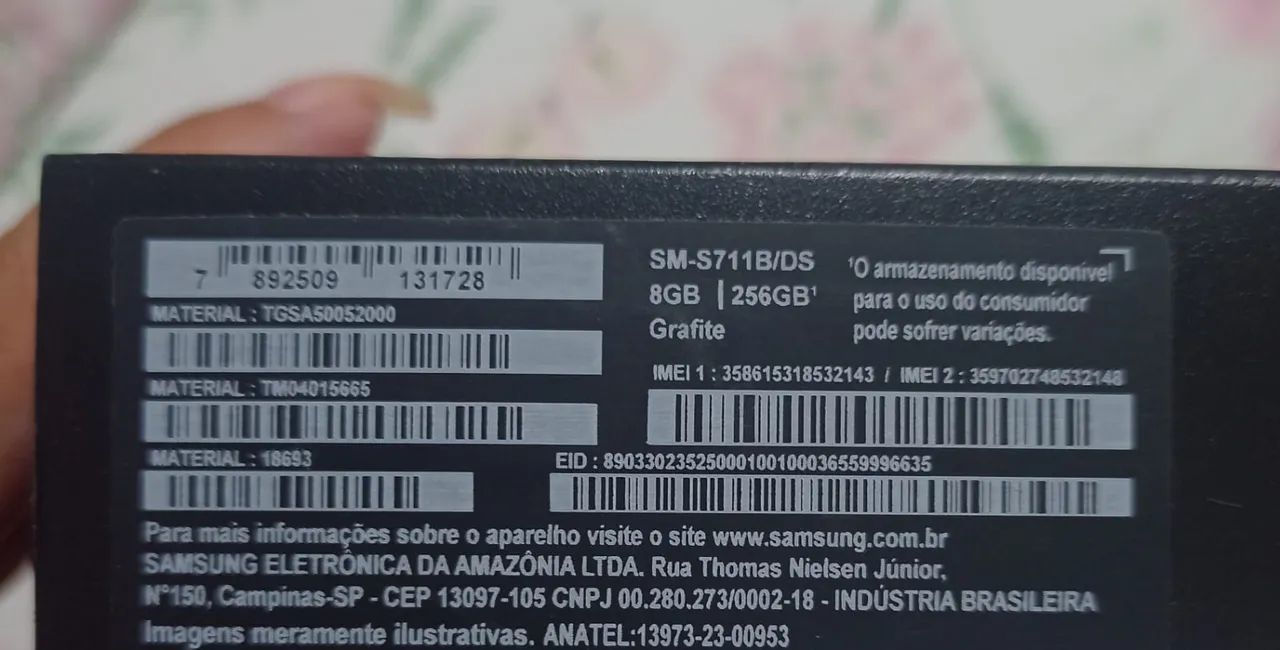 7 892509 131728
MATERIAL : TGSA50052000
MATERIAL : TM04015665
MATERIAL : 18693
SM-S711B/DS
8GB | 256GB¹
Grafite
¹O armazenamento disponível
para o uso do consumidor
pode sofrer variações.
IMEI 1 : 358615318532143 / IMEI 2 : 359702748532148
EID : 89033023525000100100036559996635
Para mais informações sobre o aparelho visite o site www.samsung.com.br
SAMSUNG ELETRÔNICA DA AMAZÔNIA LTDA. Rua Thomas Nielsen Júnior,
N°150, Campinas-SP - CEP 13097-105 CNPJ 00.280.273/0002-18 - INDÚSTRIA BRASILEIRA
Imagens meramente ilustrativas. ANATEL:13973-23-00953